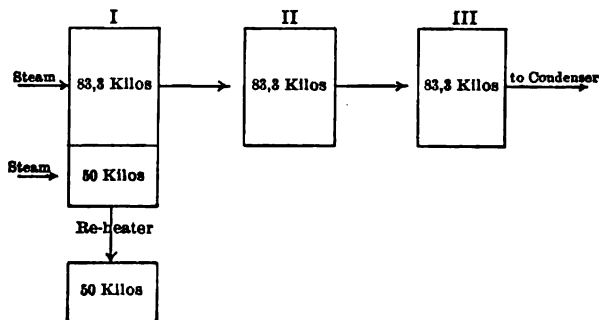 I II III
Steam 83,3 Kilos 83,3 Kilos 83,3 Kilos to Condenser
Steam 50 Kilos
Re-heater
50 Kilos